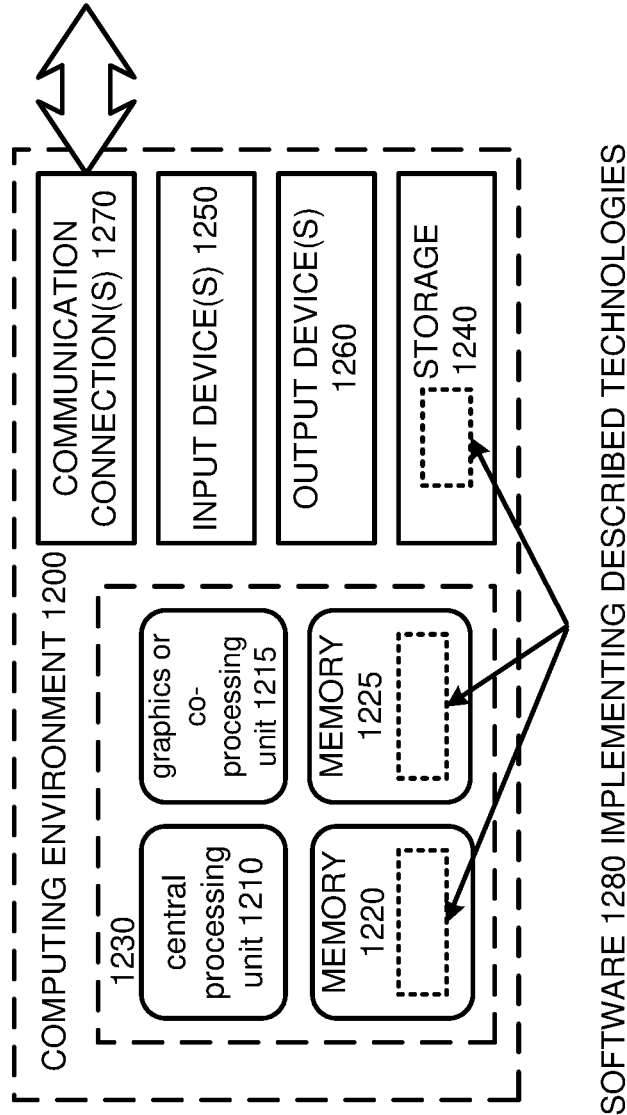 COMPUTING ENVIRONMENT 1200
1230
central
processing
unit 1210
graphics or
co-
processing
unit 1215
MEMORY
1220
MEMORY
1225
COMMUNICATION
CONNECTION(S) 1270
INPUT DEVICE(S) 1250
OUTPUT DEVICE(S)
1260
STORAGE
1240
SOFTWARE 1280 IMPLEMENTING DESCRIBED TECHNOLOGIES